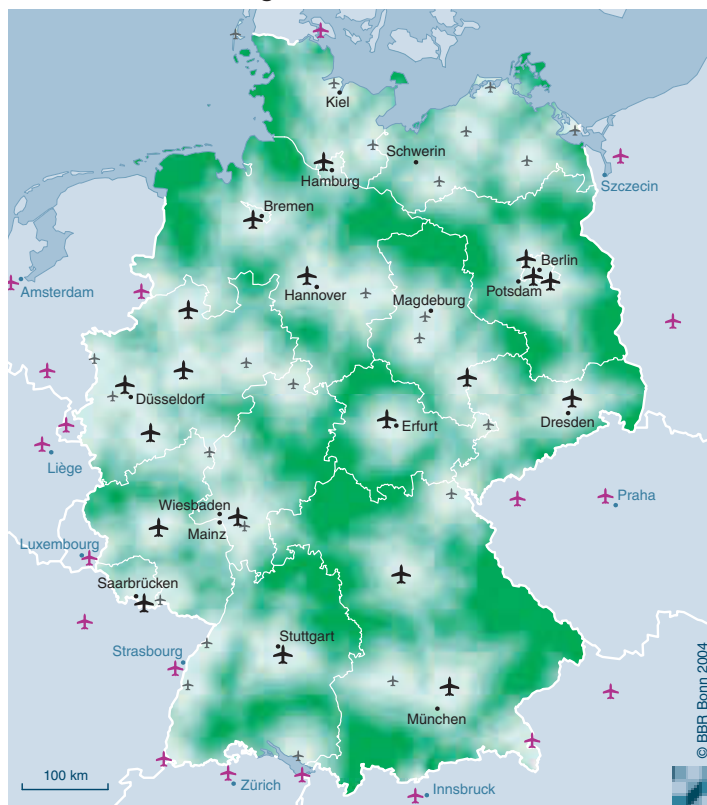 Kiel
Schwerin
Hamburg
Szczecin
Bremen
Berlin
Amsterdam
Hannover
Potsdam
Magdeburg
Düsseldorf
Erfurt
Dresden
Liège
Wiesbaden
Praha
Mainz
Luxembourg
Saarbrücken
Stuttgart
Strasbourg
München
© BBR Bonn 2004
100 km
Zürich
Innsbruck